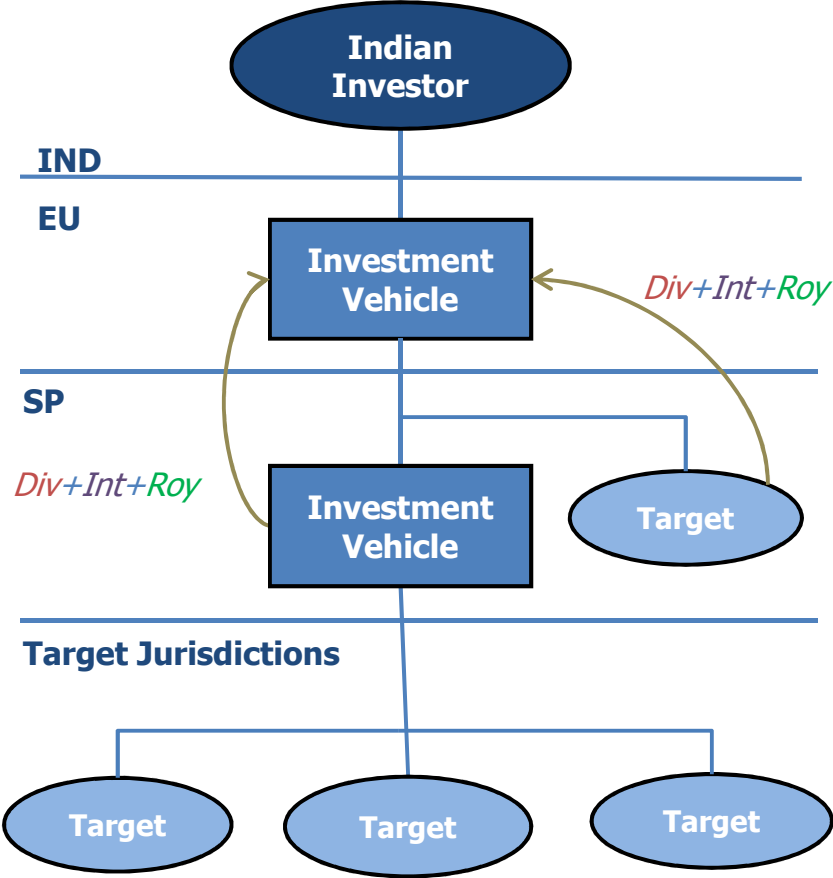 Indian
Investor
IND
EU
Investment
Vehicle
Div+Int+Roy
SP
Div+Int+Roy
Investment
Vehicle
Target
Target Jurisdictions
Target
Target
Target